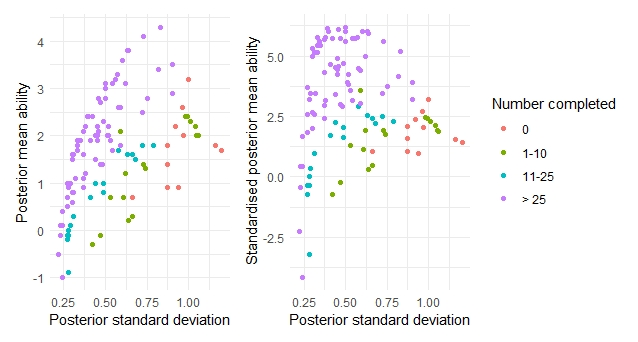 Posterior mean ability
4
3
2
1
0
-1
0.25 0.50 0.75 1.00
Posterior standard deviation
Standardised posterior mean ability
5.0
2.5
0.0
-2.5
0.25 0.50 0.75 1.00
Posterior standard deviation
Number completed
0
1-10
11-25
> 25